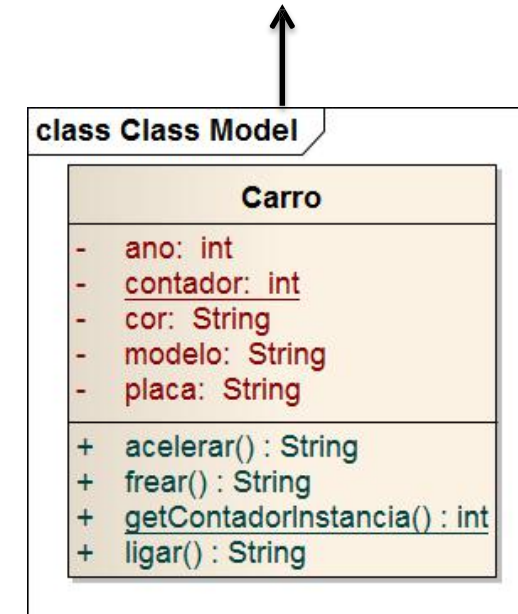 class Class Model
Carro
- ano: int
- contador: int
- cor: String
- modelo: String
- placa: String
+ acelerar() : String
+ frear() : String
+ getContadorInstancia() : int
+ ligar() : String